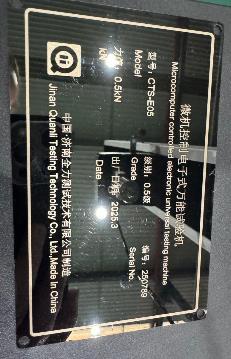 微机控制电子式万能试验机
Microcomputer controlled electronic universal testing machine
型号: CTS-E05 级别: 0.5级 编号: 250789
Model Grade Serial No.
力值: 0.5kN 出厂日期: 2025.3
kN Date
中国·济南全力测试技术有限公司制造
Jinan Quanli Testing Technology Co., Ltd.,Made in China